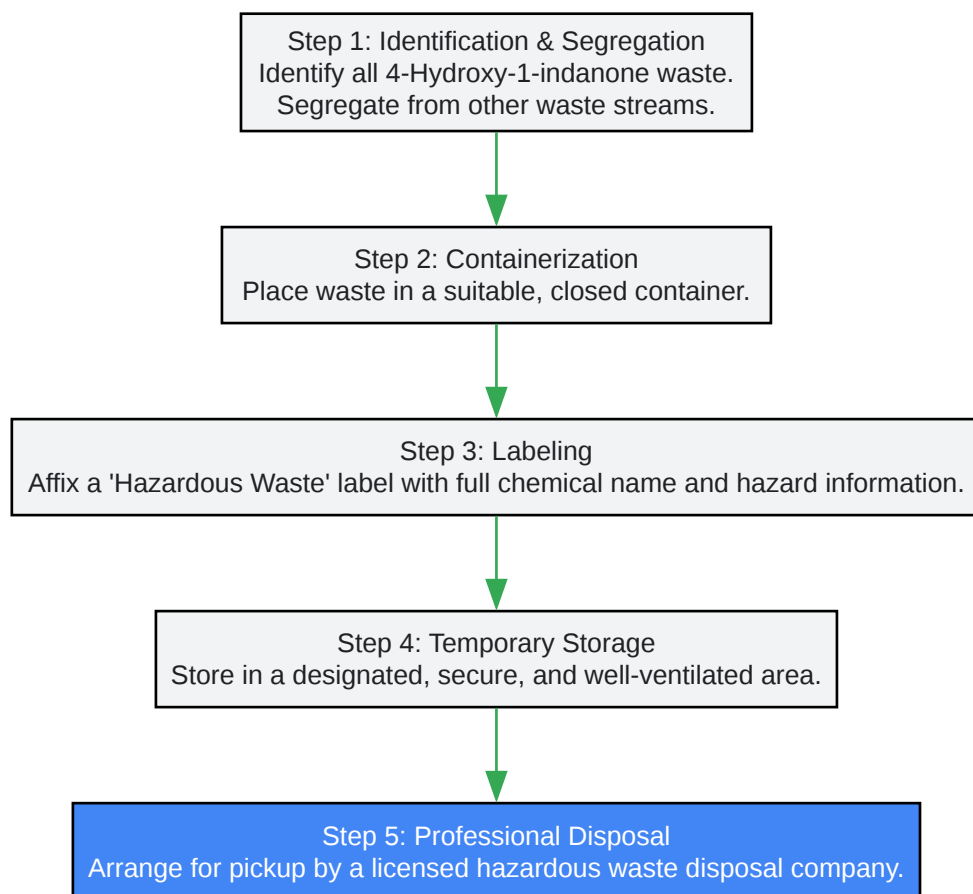 Step 1: Identification & Segregation
Identify all 4-Hydroxy-1-indanone waste.
Segregate from other waste streams.
Step 2: Containerization
Place waste in a suitable, closed container.
Step 3: Labeling
Affix a 'Hazardous Waste' label with full chemical name and hazard information.
Step 4: Temporary Storage
Store in a designated, secure, and well-ventilated area.
Step 5: Professional Disposal
Arrange for pickup by a licensed hazardous waste disposal company.